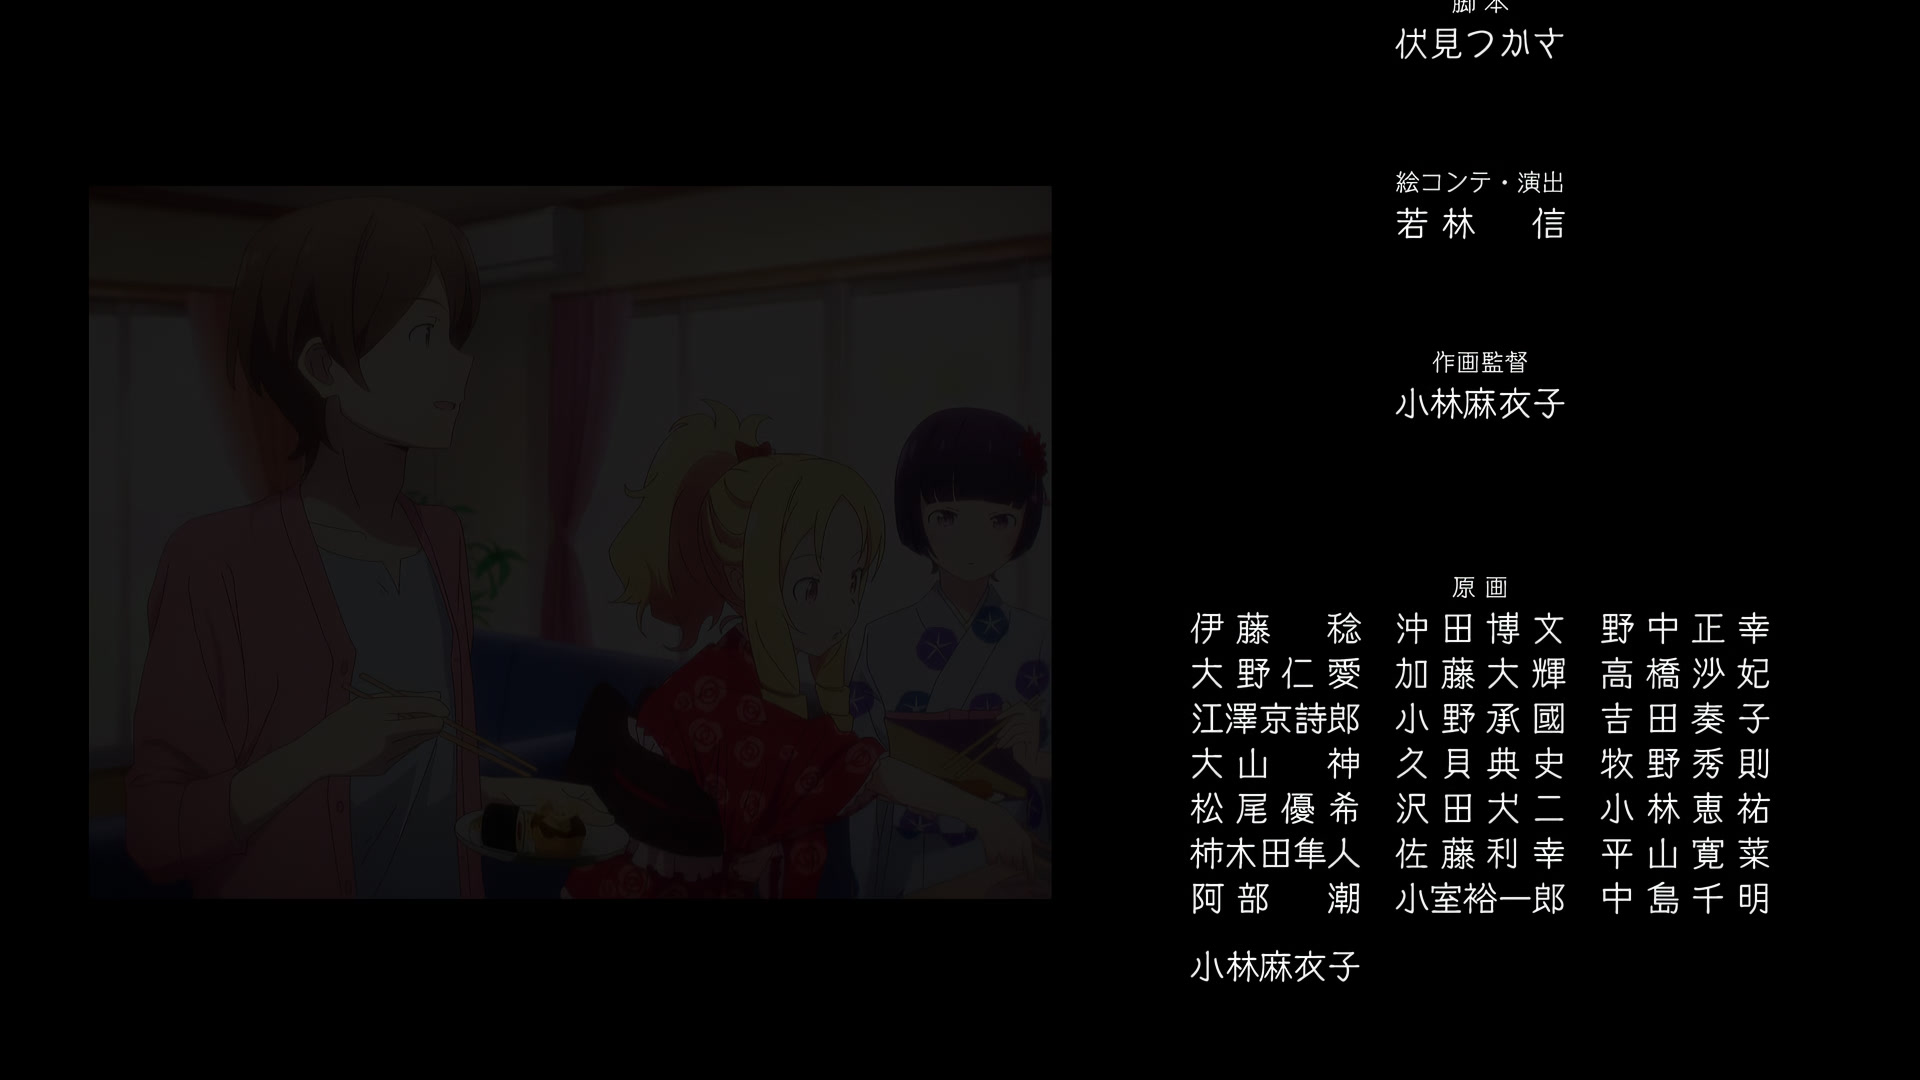 脚本
伏見つかさ
絵コンテ・演出
若林 信
作画監督
小林麻衣子
原画
伊藤 稔 沖田博文 野中正幸
大野仁愛 加藤大輝 高橋沙妃
江澤京詩郎 小野承國 吉田奏子
大山 神 久貝典史 牧野秀則
松尾優希 沢田犬二 小林恵祐
柿木田隼人 佐藤利幸 平山寛菜
阿部 潮 小室裕一郎 中島千明
小林麻衣子